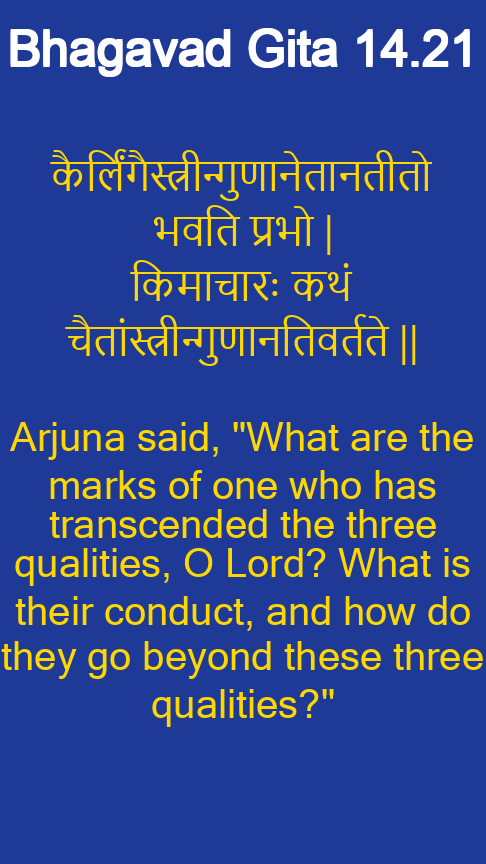 Bhagavad Gita 14.21
कैर्लिंगैस्त्रीन्गुणानेतानतीतो
भवति प्रभो |
किमाचारः कथं
चैतांस्त्रीन्गुणानतिवर्तते ||
Arjuna said, "What are the
marks of one who has
transcended the three
qualities, O Lord? What is
their conduct, and how do
they go beyond these three
qualities?"